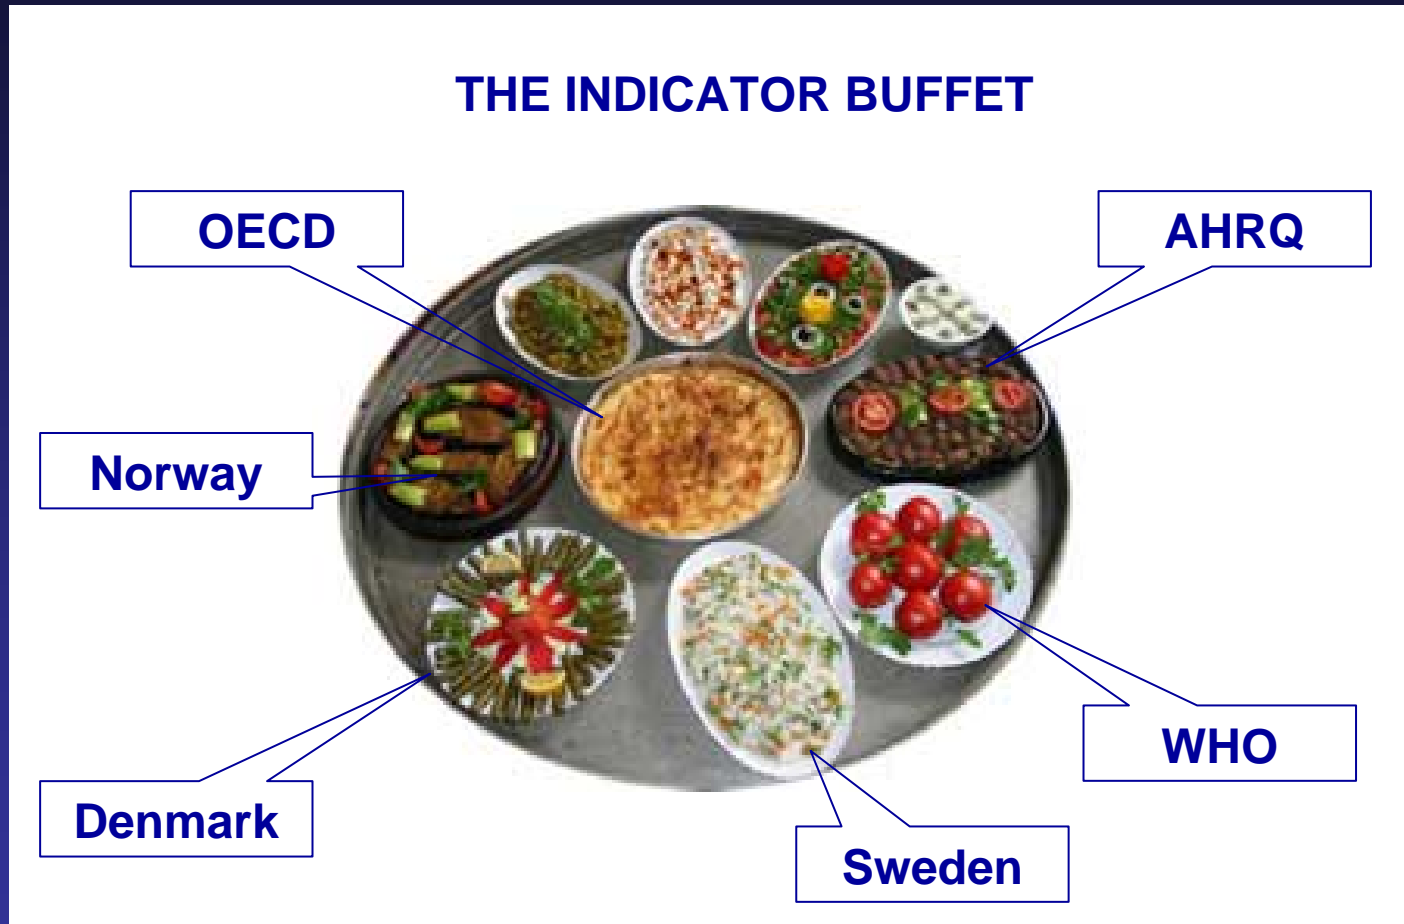 THE INDICATOR BUFFET
OECD
AHRQ
Norway
WHO
Denmark
Sweden